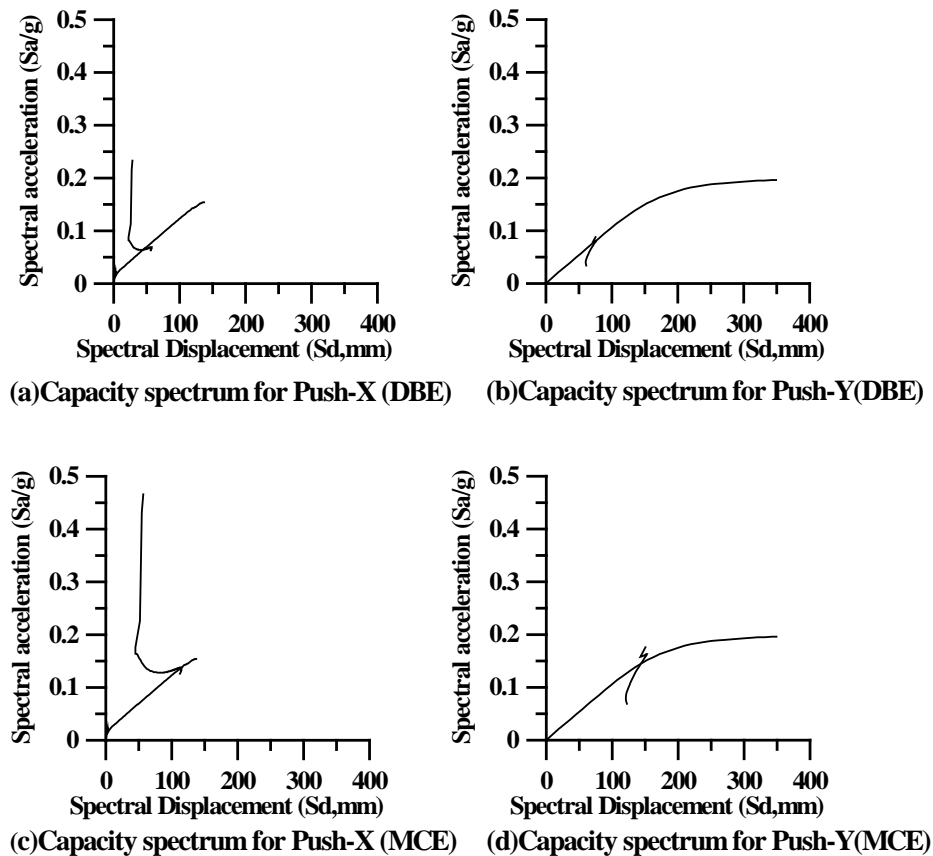 Spectral acceleration (Sa/g)
0.5
0.4
0.3
0.2
0.1
0
0 100 200 300 400
Spectral Displacement (Sd,mm)
(a)Capacity spectrum for Push-X (DBE)
Spectral acceleration (Sa/g
0.5
0.4
0.3
0.2
0.1
0
0 100 200 300 400
Spectral Displacement (Sd,mm)
(b)Capacity spectrum for Push-Y(DBE)
Spectral acceleration (Sa/g)
0.5
0.4
0.3
0.2
0.1
0
0 100 200 300 400
Spectral Displacement (Sd,mm)
(c)Capacity spectrum for Push-X (MCE)
Spectral acceleration (Sa/g
0.5
0.4
0.3
0.2
0.1
0
0 100 200 300 400
Spectral Displacement (Sd,mm)
(d)Capacity spectrum for Push-Y(MCE)